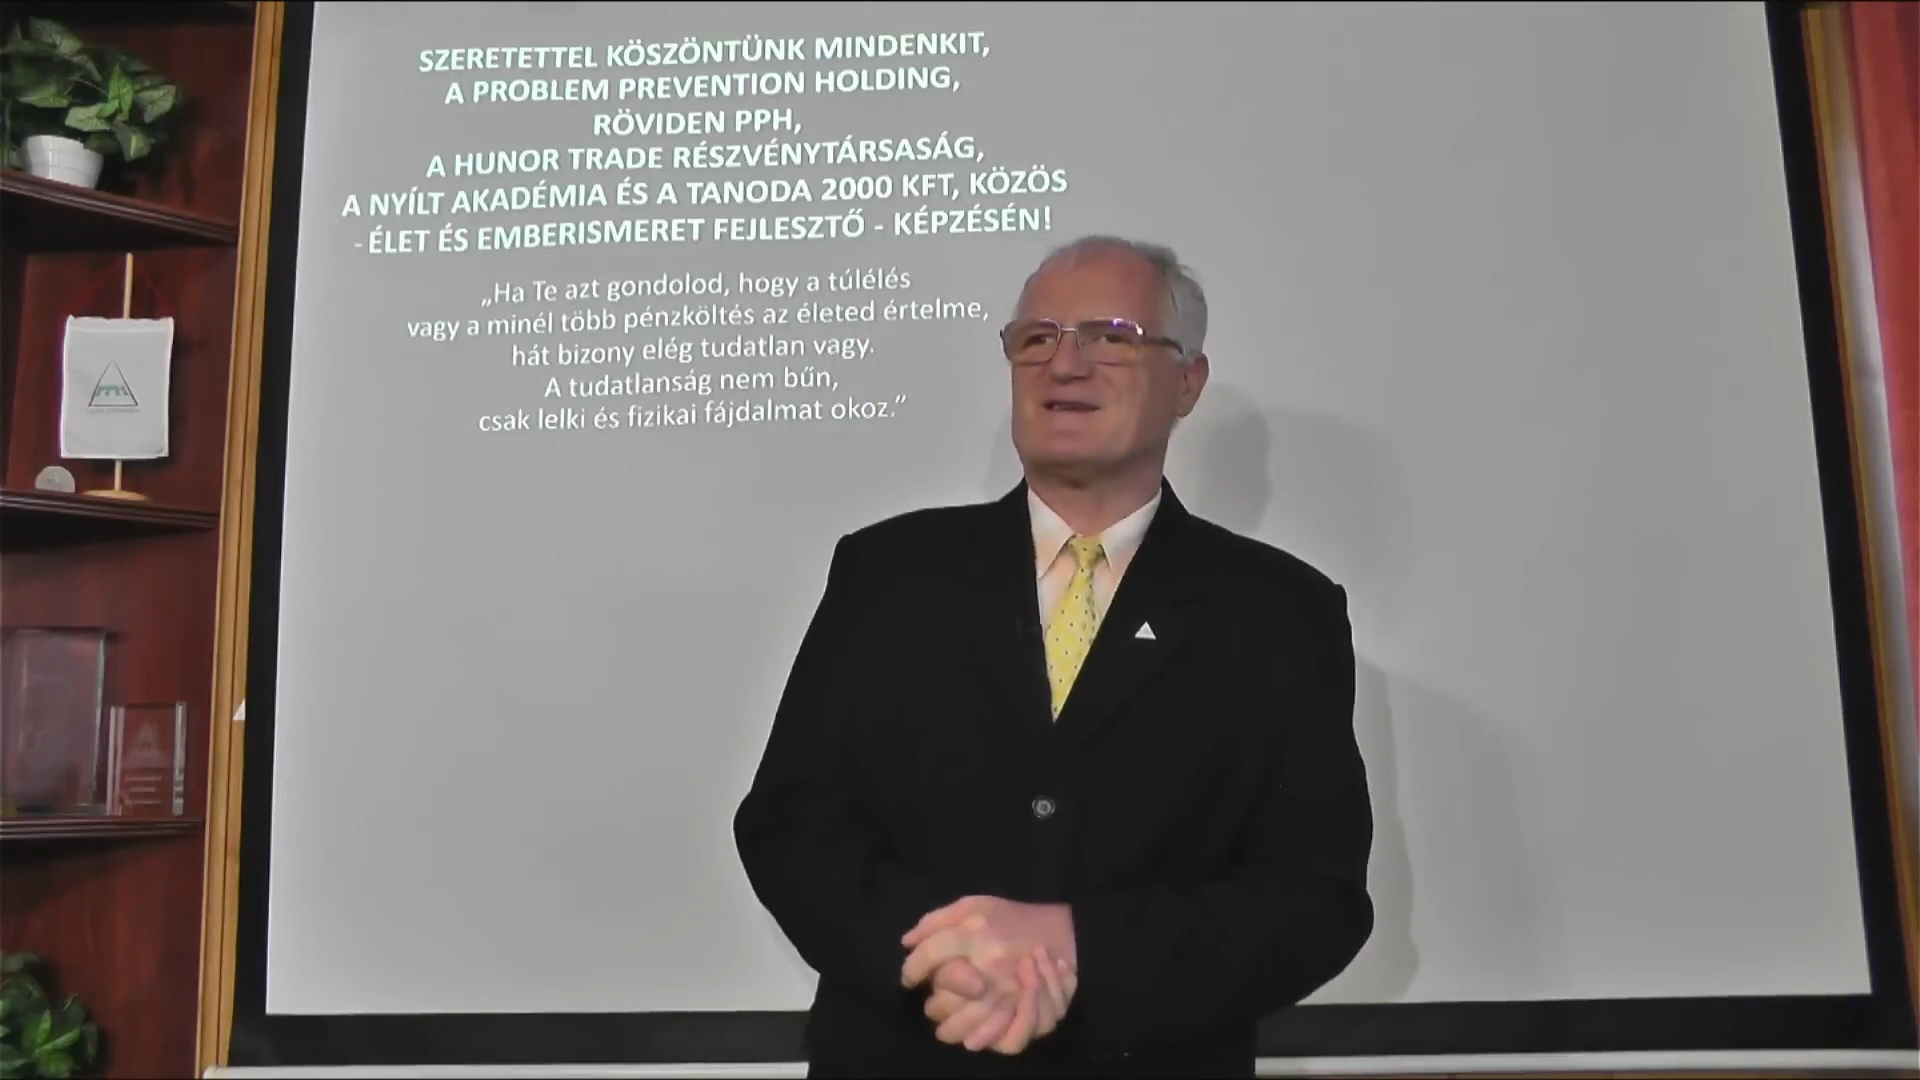 SZERETETTEL KÖSZÖNTÜNK MINDENKIT,
A PROBLEM PREVENTION HOLDING,
RÖVIDEN PPH,
A HUNOR TRADE RÉSZVÉNYTÁRSASÁG,
A NYÍLT AKADÉMIA ÉS A TANODA 2000 KFT, KÖZÖS
- ÉLET ÉS EMBERISMERET FEJLESZTŐ - KÉPZÉSÉN!
„Ha Te azt gondolod, hogy a túlélés
vagy a minél több pénzköltés az életed értelme,
hát bizony elég tudatlan vagy.
A tudatlanság nem bűn,
csak lelki és fizikai fájdalmat okoz.”
PPH